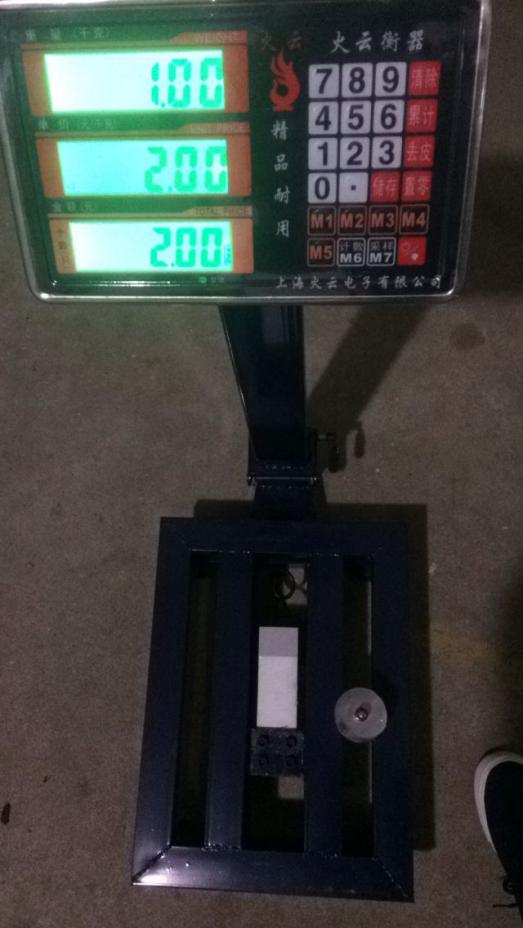 重 量 (千克) WEIGHT
1.00
单 价 (元/千克) UNIT PRICE
2.00
金 额 (元) TOTAL PRICE
2.00
火云 火云衡器
精品耐用
7 8 9 清除
4 5 6 累计
1 2 3 去皮
0 · 储存 置零
M1 M2 M3 M4
M5 计数 M6 采样 M7
上海火云电子有限公司